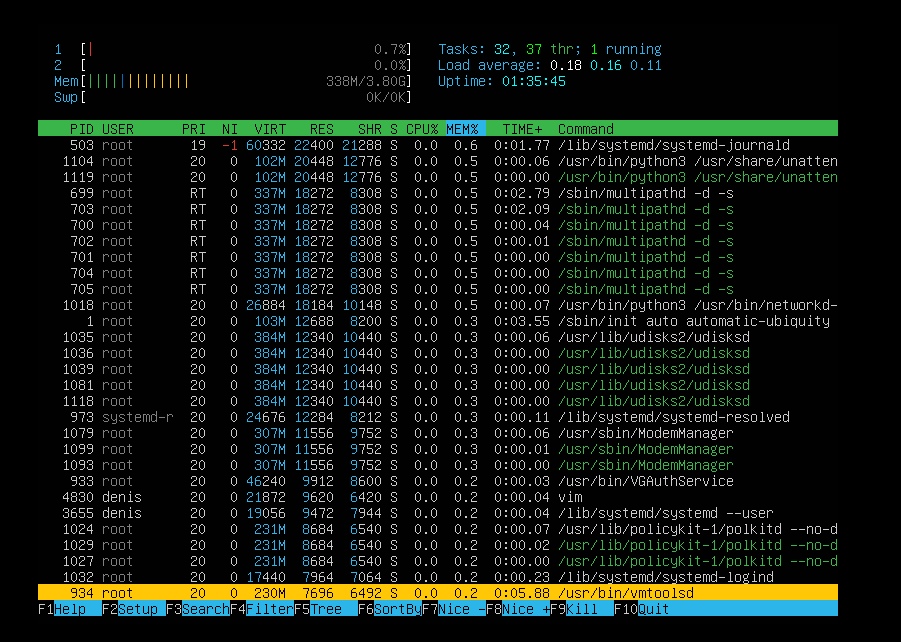 1 [| 0.7%] Tasks: 32, 37 thr; 1 running
2 [ 0.0%] Load average: 0.18 0.16 0.11
Mem[||||||||||||| 338M/3.80G] Uptime: 01:35:45
Swp[ 0K/0K]
PID USER PRI NI VIRT RES SHR S CPU% MEM% TIME+ Command
503 root 19 -1 60332 22400 21288 S 0.0 0.6 0:01.77 /lib/systemd/systemd-journald
1104 root 20 0 102M 20448 12776 S 0.0 0.5 0:00.06 /usr/bin/python3 /usr/share/unatten
1119 root 20 0 102M 20448 12776 S 0.0 0.5 0:00.00 /usr/bin/python3 /usr/share/unatten
699 root RT 0 337M 18272 8308 S 0.0 0.5 0:02.79 /sbin/multipathd -d -s
703 root RT 0 337M 18272 8308 S 0.0 0.5 0:02.09 /sbin/multipathd -d -s
700 root RT 0 337M 18272 8308 S 0.0 0.5 0:00.04 /sbin/multipathd -d -s
702 root RT 0 337M 18272 8308 S 0.0 0.5 0:00.01 /sbin/multipathd -d -s
701 root RT 0 337M 18272 8308 S 0.0 0.5 0:00.00 /sbin/multipathd -d -s
704 root RT 0 337M 18272 8308 S 0.0 0.5 0:00.00 /sbin/multipathd -d -s
705 root RT 0 337M 18272 8308 S 0.0 0.5 0:00.00 /sbin/multipathd -d -s
1018 root 20 0 26884 18184 10148 S 0.0 0.5 0:00.07 /usr/bin/python3 /usr/bin/networkd-
1 root 20 0 103M 12688 8200 S 0.0 0.3 0:03.55 /sbin/init auto automatic-ubiquity
1035 root 20 0 384M 12340 10440 S 0.0 0.3 0:00.06 /usr/lib/udisks2/udisksd
1036 root 20 0 384M 12340 10440 S 0.0 0.3 0:00.00 /usr/lib/udisks2/udisksd
1039 root 20 0 384M 12340 10440 S 0.0 0.3 0:00.00 /usr/lib/udisks2/udisksd
1081 root 20 0 384M 12340 10440 S 0.0 0.3 0:00.00 /usr/lib/udisks2/udisksd
1118 root 20 0 384M 12340 10440 S 0.0 0.3 0:00.00 /usr/lib/udisks2/udisksd
973 systemd-r 20 0 24676 12284 8212 S 0.0 0.3 0:00.11 /lib/systemd/systemd-resolved
1079 root 20 0 307M 11556 9752 S 0.0 0.3 0:00.06 /usr/sbin/ModemManager
1099 root 20 0 307M 11556 9752 S 0.0 0.3 0:00.01 /usr/sbin/ModemManager
1093 root 20 0 307M 11556 9752 S 0.0 0.3 0:00.00 /usr/sbin/ModemManager
933 root 20 0 46240 9912 8600 S 0.0 0.2 0:00.03 /usr/bin/VGAuthService
4830 denis 20 0 21872 9620 6420 S 0.0 0.2 0:00.04 vim
3655 denis 20 0 19056 9472 7944 S 0.0 0.2 0:00.04 /lib/systemd/systemd --user
1024 root 20 0 231M 8684 6540 S 0.0 0.2 0:00.07 /usr/lib/policykit-1/polkitd --no-d
1029 root 20 0 231M 8684 6540 S 0.0 0.2 0:00.02 /usr/lib/policykit-1/polkitd --no-d
1027 root 20 0 231M 8684 6540 S 0.0 0.2 0:00.00 /usr/lib/policykit-1/polkitd --no-d
1032 root 20 0 17440 7964 7064 S 0.0 0.2 0:00.23 /lib/systemd/systemd-logind
934 root 20 0 230M 7696 6492 S 0.0 0.2 0:05.88 /usr/bin/vmtoolsd
F1Help F2Setup F3SearchF4FilterF5Tree F6SortByF7Nice -F8Nice +F9Kill F10Quit